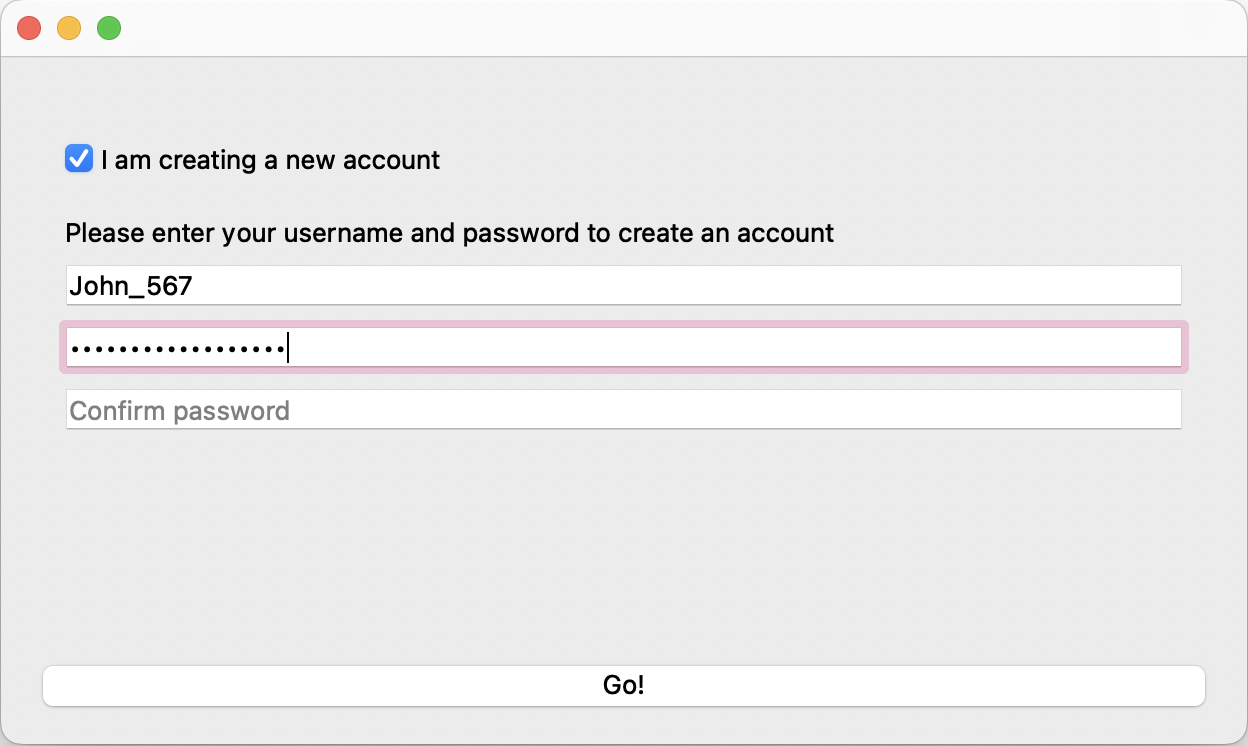 I am creating a new account
Please enter your username and password to create an account
John_567
••••••••••••••••••
Confirm password
Go!